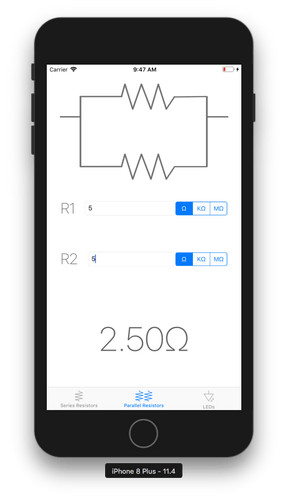 Carrier 9:47 AM
R1 5 Ω KΩ MΩ
R2 5 Ω KΩ MΩ
2.50Ω
Series Resistors Parallel Resistors LEDs
iPhone 8 Plus - 11.4